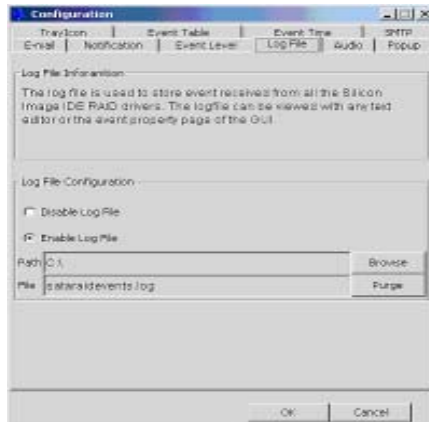 Configuration
TrayIcon Event Table Event Time SMTP
E-mail Notification Event Level Log File Audio Popup
Log File Inforamtion
The log file is used to store event received from all the Silicon
Image IDE RAID drivers. The logfile can be viewed with any text
editor or the event property page of the GUI.
Log File Configuration
Disable Log File
Enable Log File
Path C:\ Browse
File sataraidevents.log Purge
OK Cancel